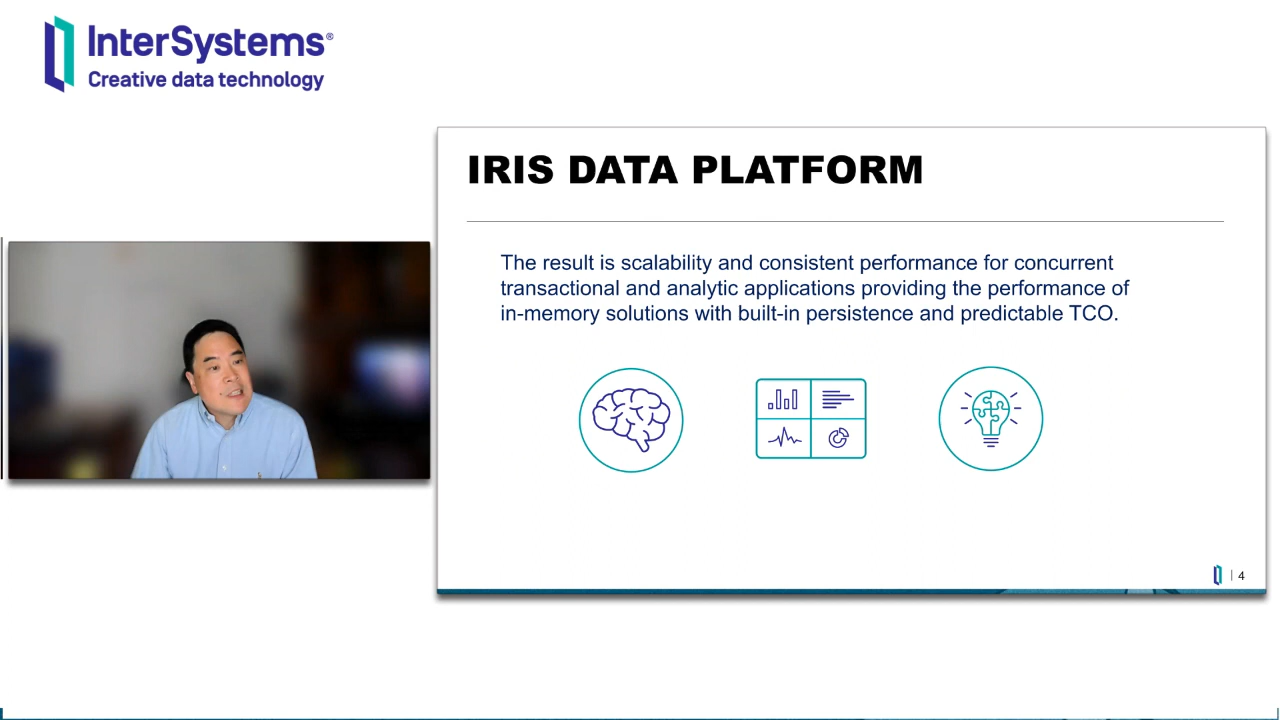 InterSystems®
Creative data technology
IRIS DATA PLATFORM
The result is scalability and consistent performance for concurrent
transactional and analytic applications providing the performance of
in-memory solutions with built-in persistence and predictable TCO.
| 4